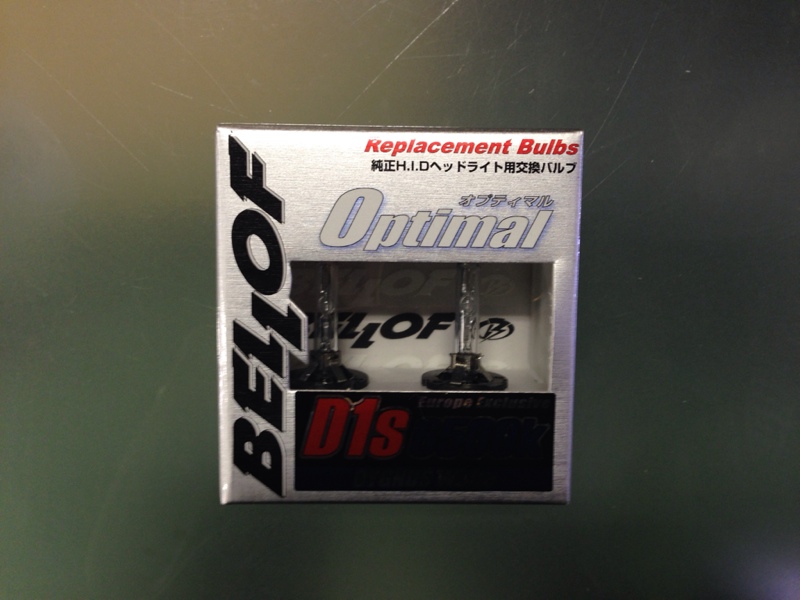 BELLOF
Replacement Bulbs
純正H.I.Dヘッドライト用交換バルブ
オプティマル
Optimal
BELLOF
D1s
Europe Exclusive